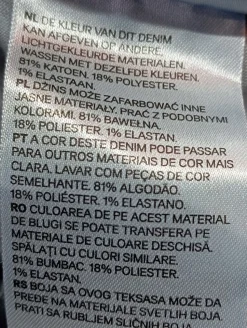 NL DE KLEUR VAN DIT DENIM
KAN AFGEVEN OP ANDERE,
LICHTGEKLEURDE MATERIALEN.
WASSEN MET DEZELFDE KLEUREN.
81% KATOEN. 18% POLYESTER.
1% ELASTAAN.
PL DŻINS MOŻE ZAFARBOWAĆ INNE
JASNE MATERIAŁY. PRAĆ Z PODOBNYMI
KOLORAMI. 81% BAWEŁNA.
18% POLIESTER. 1% ELASTAN.
PT A COR DESTE DENIM PODE PASSAR
PARA OUTROS MATERIAIS DE COR MAIS
CLARA. LAVAR COM PEÇAS DE COR
SEMELHANTE. 81% ALGODÃO.
18% POLIÉSTER. 1% ELASTANO.
RO CULOAREA DE PE ACEST MATERIAL
DE BLUGI SE POATE TRANSFERA PE
MATERIALE DE CULOARE DESCHISĂ.
SPĂLAȚI CU CULORI SIMILARE.
81% BUMBAC. 18% POLIESTER.
1% ELASTAN.
RS BOJA SA OVOG TEKSASA MOŽE DA
PREĐE NA MATERIJALE SVETLIH BOJA.
PRATI SA RUBLJEM SLIČNIH BOJA.